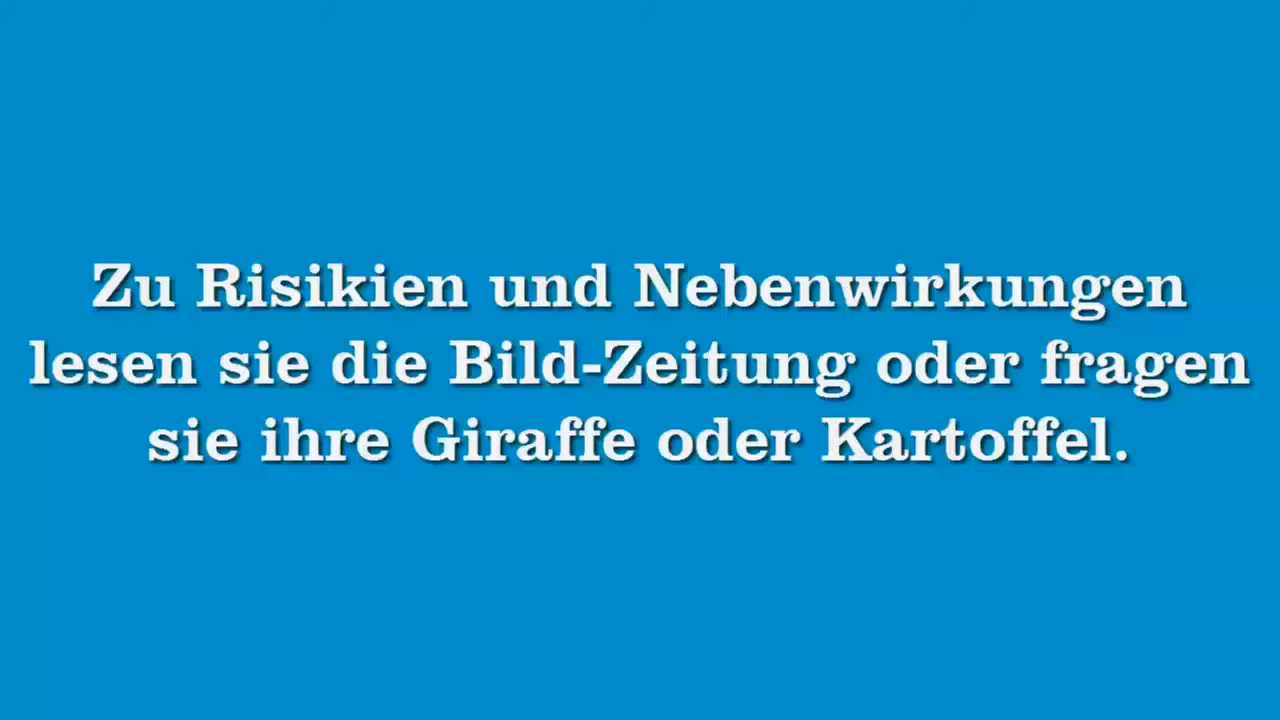 Zu Risikien und Nebenwirkungen
lesen sie die Bild-Zeitung oder fragen
sie ihre Giraffe oder Kartoffel.